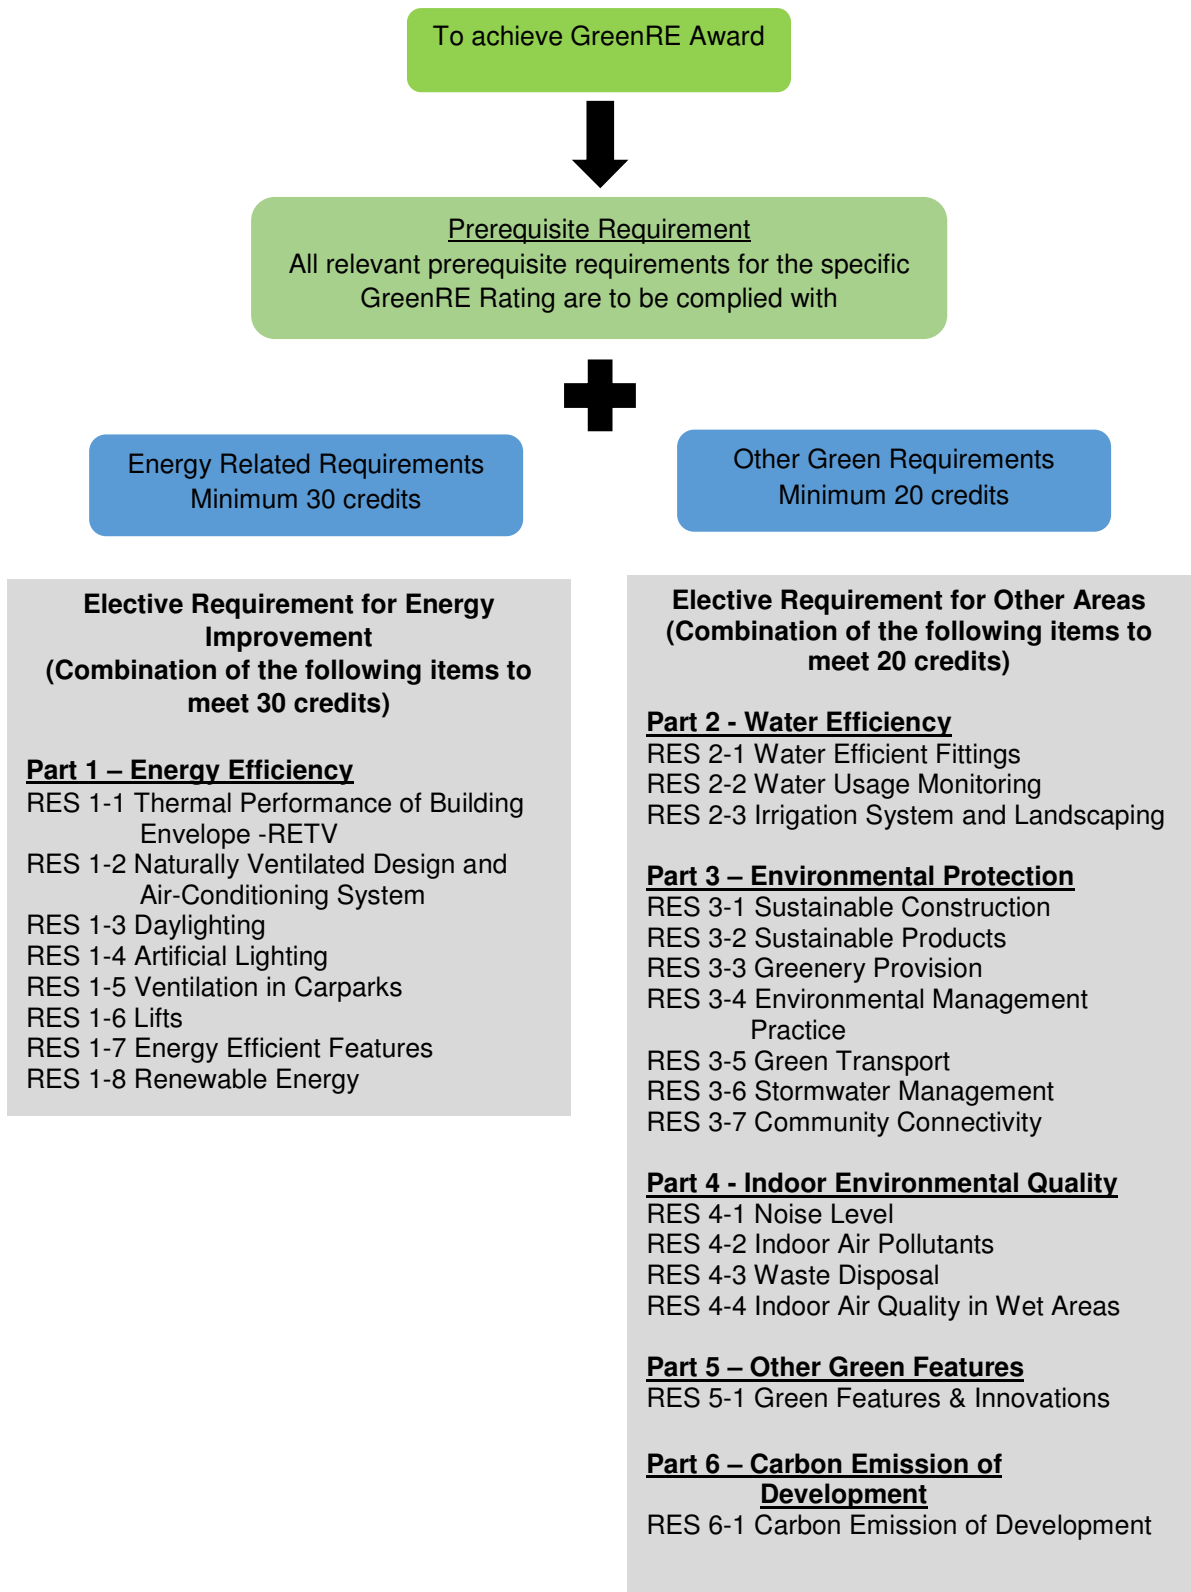 To achieve GreenRE Award
Prerequisite Requirement
All relevant prerequisite requirements for the specific
GreenRE Rating are to be complied with
Energy Related Requirements
Minimum 30 credits
Other Green Requirements
Minimum 20 credits
Elective Requirement for Energy
Improvement
(Combination of the following items to
meet 30 credits)
Part 1 – Energy Efficiency
RES 1-1 Thermal Performance of Building
Envelope -RETV
RES 1-2 Naturally Ventilated Design and
Air-Conditioning System
RES 1-3 Daylighting
RES 1-4 Artificial Lighting
RES 1-5 Ventilation in Carparks
RES 1-6 Lifts
RES 1-7 Energy Efficient Features
RES 1-8 Renewable Energy
Elective Requirement for Other Areas
(Combination of the following items to
meet 20 credits)
Part 2 - Water Efficiency
RES 2-1 Water Efficient Fittings
RES 2-2 Water Usage Monitoring
RES 2-3 Irrigation System and Landscaping
Part 3 – Environmental Protection
RES 3-1 Sustainable Construction
RES 3-2 Sustainable Products
RES 3-3 Greenery Provision
RES 3-4 Environmental Management
Practice
RES 3-5 Green Transport
RES 3-6 Stormwater Management
RES 3-7 Community Connectivity
Part 4 - Indoor Environmental Quality
RES 4-1 Noise Level
RES 4-2 Indoor Air Pollutants
RES 4-3 Waste Disposal
RES 4-4 Indoor Air Quality in Wet Areas
Part 5 – Other Green Features
RES 5-1 Green Features & Innovations
Part 6 – Carbon Emission of
Development
RES 6-1 Carbon Emission of Development